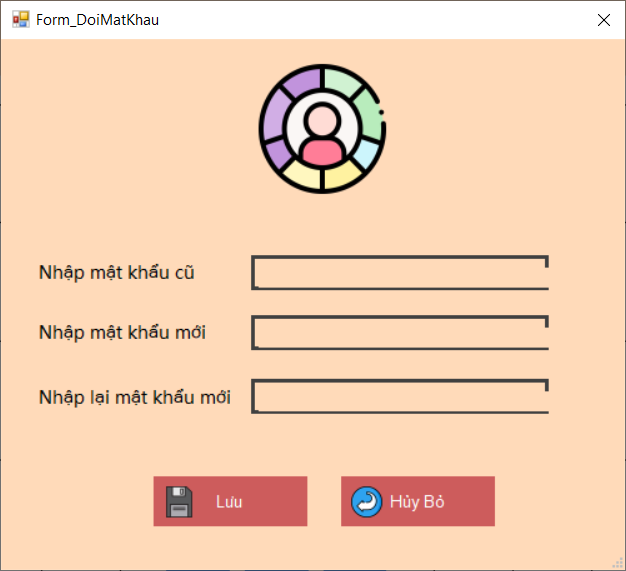 Form_DoiMatKhau
Nhập mật khẩu cũ
Nhập mật khẩu mới
Nhập lại mật khẩu mới
Lưu
Hủy Bỏ